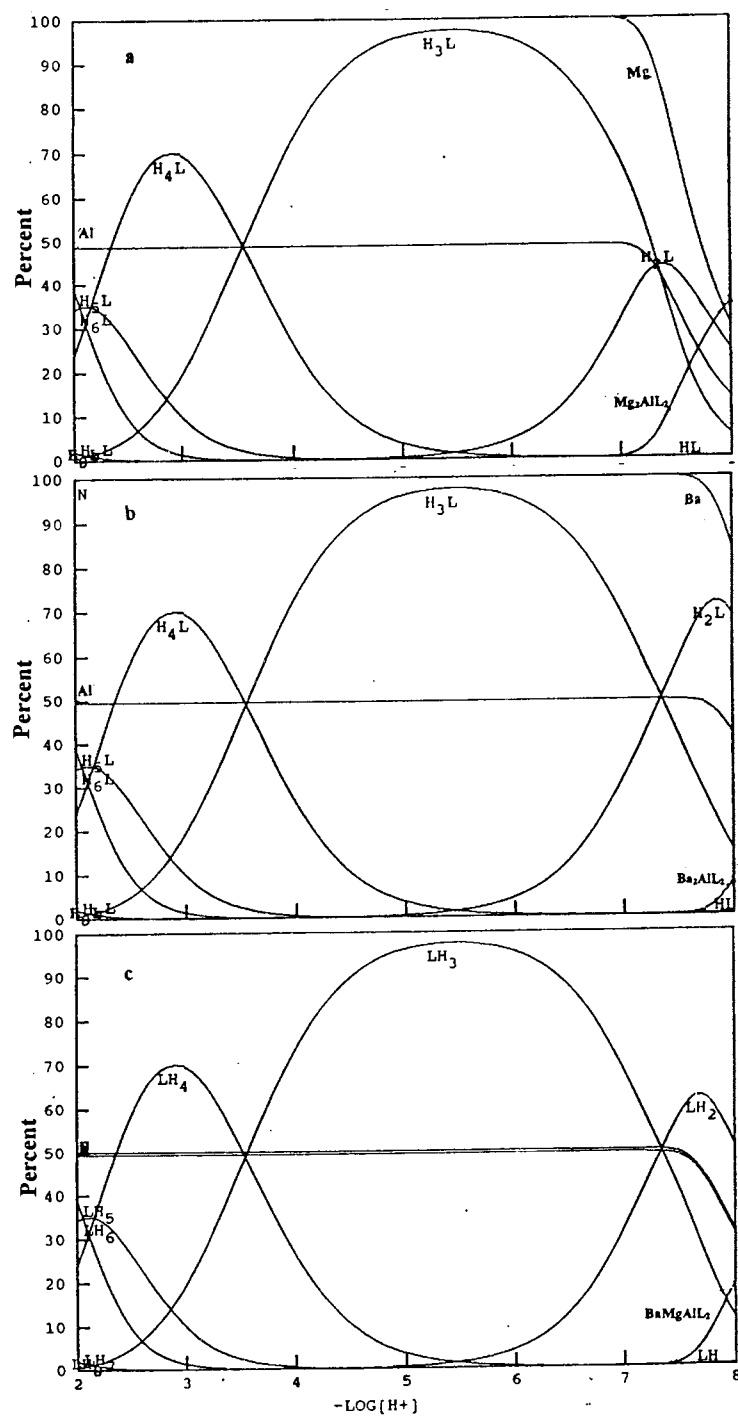 100
a
H₃L
Mg
90
80
70
H₄L
60
Percent
50
Al
H₂L
40
H₅L
H₆L
30
20
Mg₂AlL₂
10
HL
0
100
N
b
H₃L
Ba
90
80
70
H₄L
H₂L
60
Percent
50
Al
40
H₅L
H₆L
30
20
10
Ba₂AlL₂
HL
0
100
c
LH₃
90
80
70
LH₄
LH₂
60
Percent
50
40
LH₅
LH₆
30
20
BaMgAlL₂
10
LH
0
2 3 4 5 6 7 8
-LOG[H+]